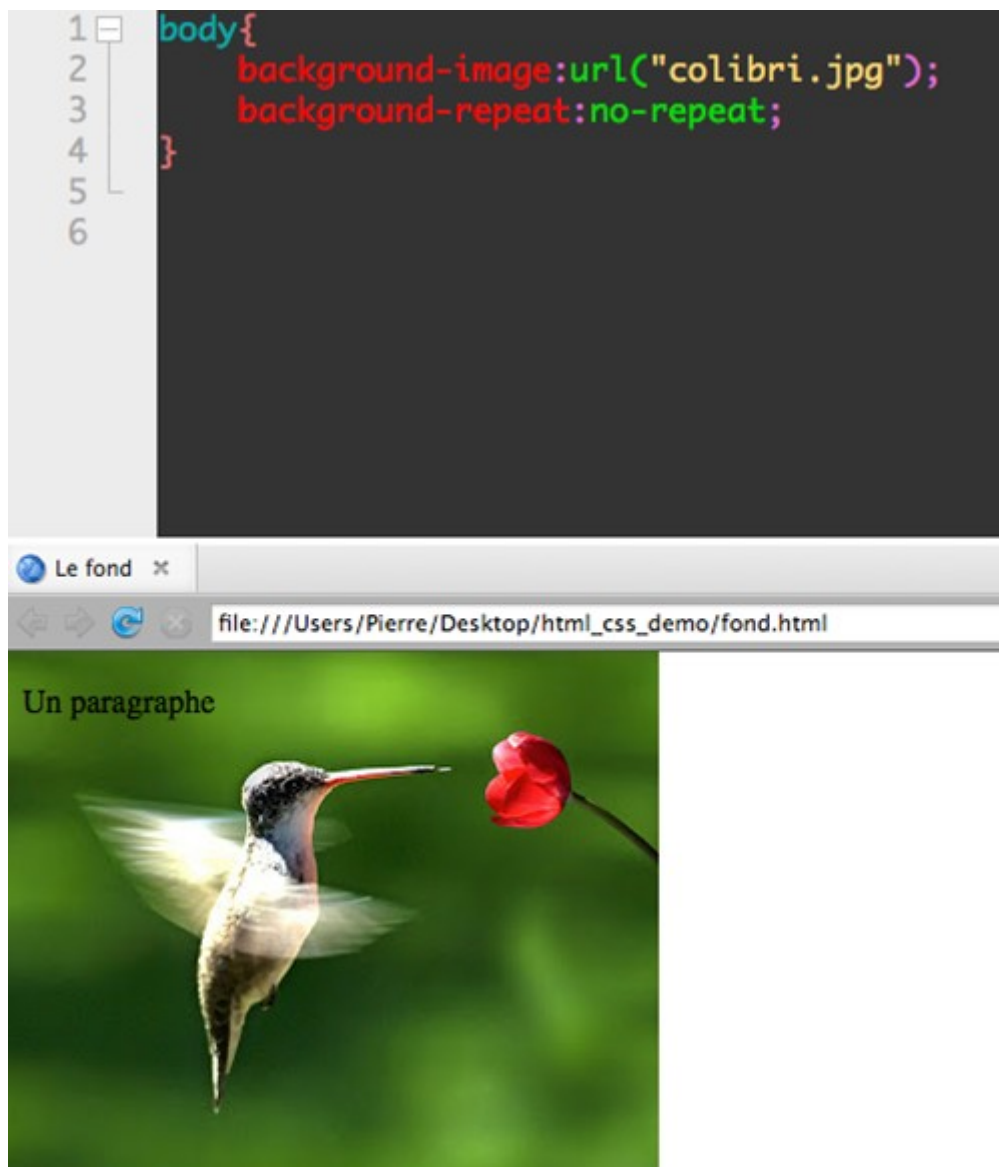 1 body{
2 background-image:url("colibri.jpg");
3 background-repeat:no-repeat;
4 }
5
6
Le fond
file:///Users/Pierre/Desktop/html_css_demo/fond.html
Un paragraphe